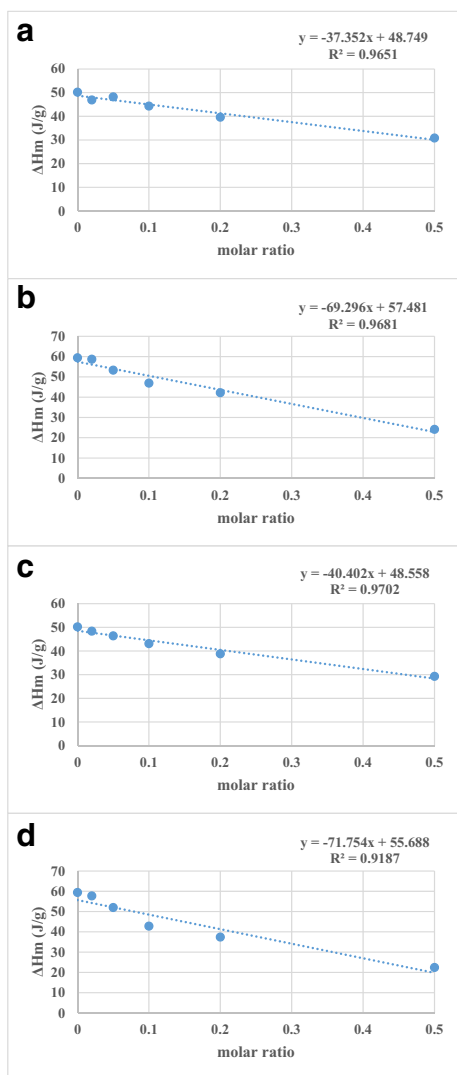 a
y = -37.352x + 48.749
R² = 0.9651
60
50
40
30
20
10
0
ΔHm (J/g)
0 0.1 0.2 0.3 0.4 0.5
molar ratio
b
y = -69.296x + 57.481
R² = 0.9681
70
60
50
40
30
20
10
0
ΔHm (J/g)
0 0.1 0.2 0.3 0.4 0.5
molar ratio
c
y = -40.402x + 48.558
R² = 0.9702
60
50
40
30
20
10
0
ΔHm (J/g)
0 0.1 0.2 0.3 0.4 0.5
molar ratio
d
y = -71.754x + 55.688
R² = 0.9187
70
60
50
40
30
20
10
0
ΔHm (J/g)
0 0.1 0.2 0.3 0.4 0.5
molar ratio